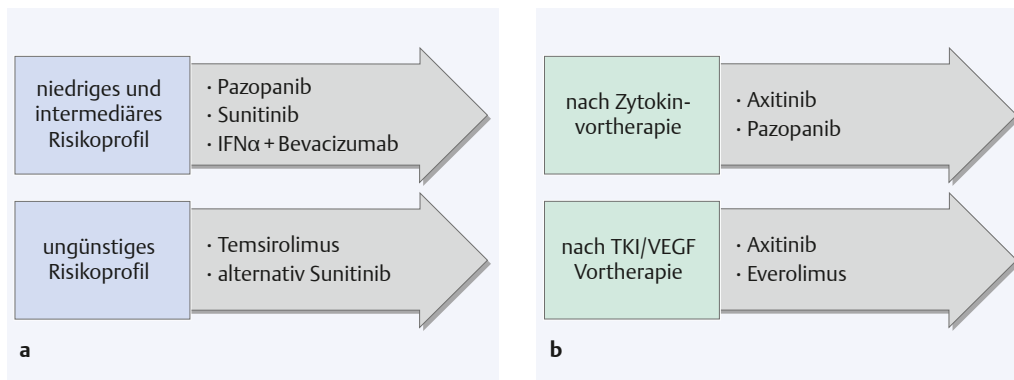 niedriges und
intermediäres
Risikoprofil
· Pazopanib
· Sunitinib
· IFNα + Bevacizumab
ungünstiges
Risikoprofil
· Temsirolimus
· alternativ Sunitinib
a
nach Zytokin-
vortherapie
· Axitinib
· Pazopanib
nach TKI/VEGF
Vortherapie
· Axitinib
· Everolimus
b